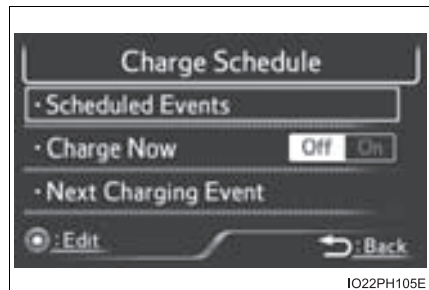 Charge Schedule
・Scheduled Events
・Charge Now Off On
・Next Charging Event
:Edit :Back
IO22PH105E